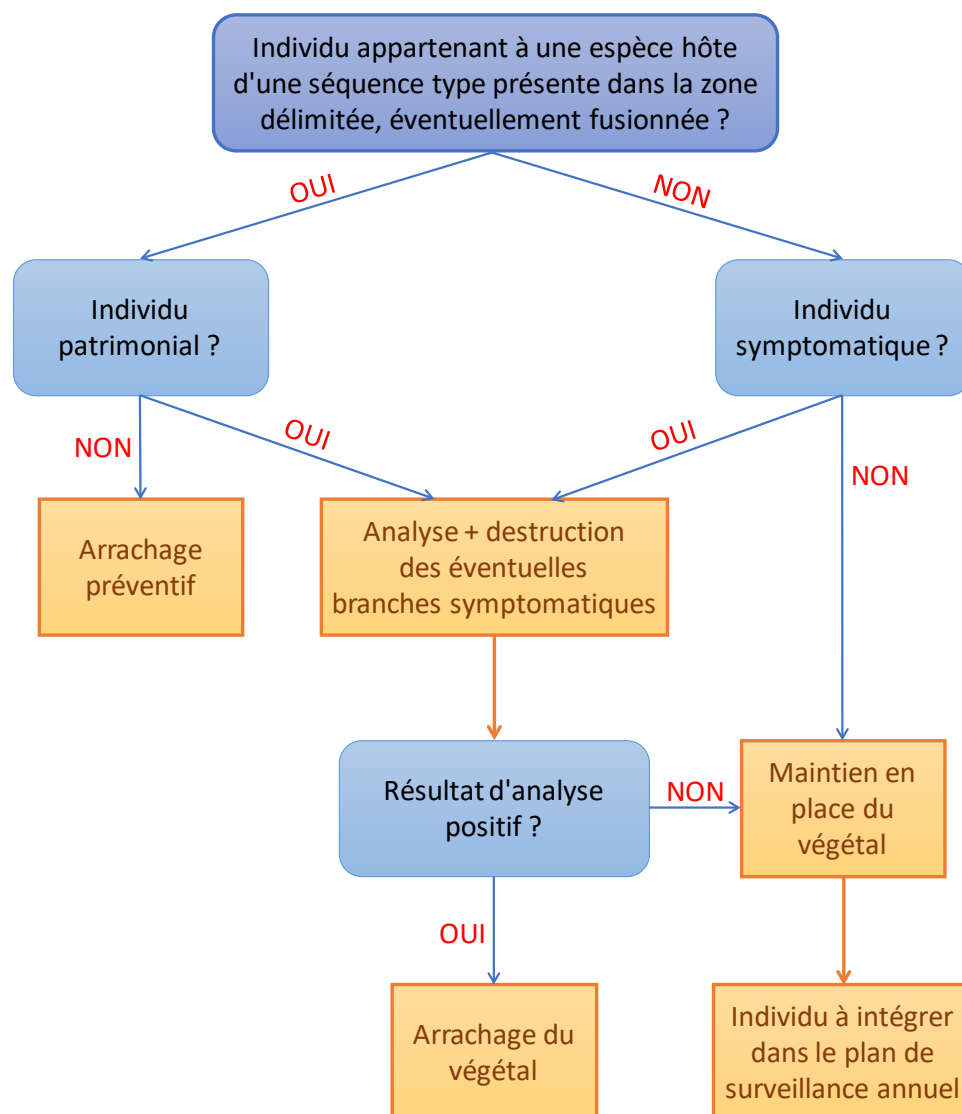 Individu appartenant à une espèce hôte
d'une séquence type présente dans la zone
délimitée, éventuellement fusionnée ?
OUI
NON
Individu
patrimonial ?
Individu
symptomatique ?
NON
OUI
OUI
NON
Arrachage
préventif
Analyse + destruction
des éventuelles
branches symptomatiques
Résultat d'analyse
positif ?
NON
Maintien en
place du
végétal
OUI
Arrachage du
végétal
Individu à intégrer
dans le plan de
surveillance annuel